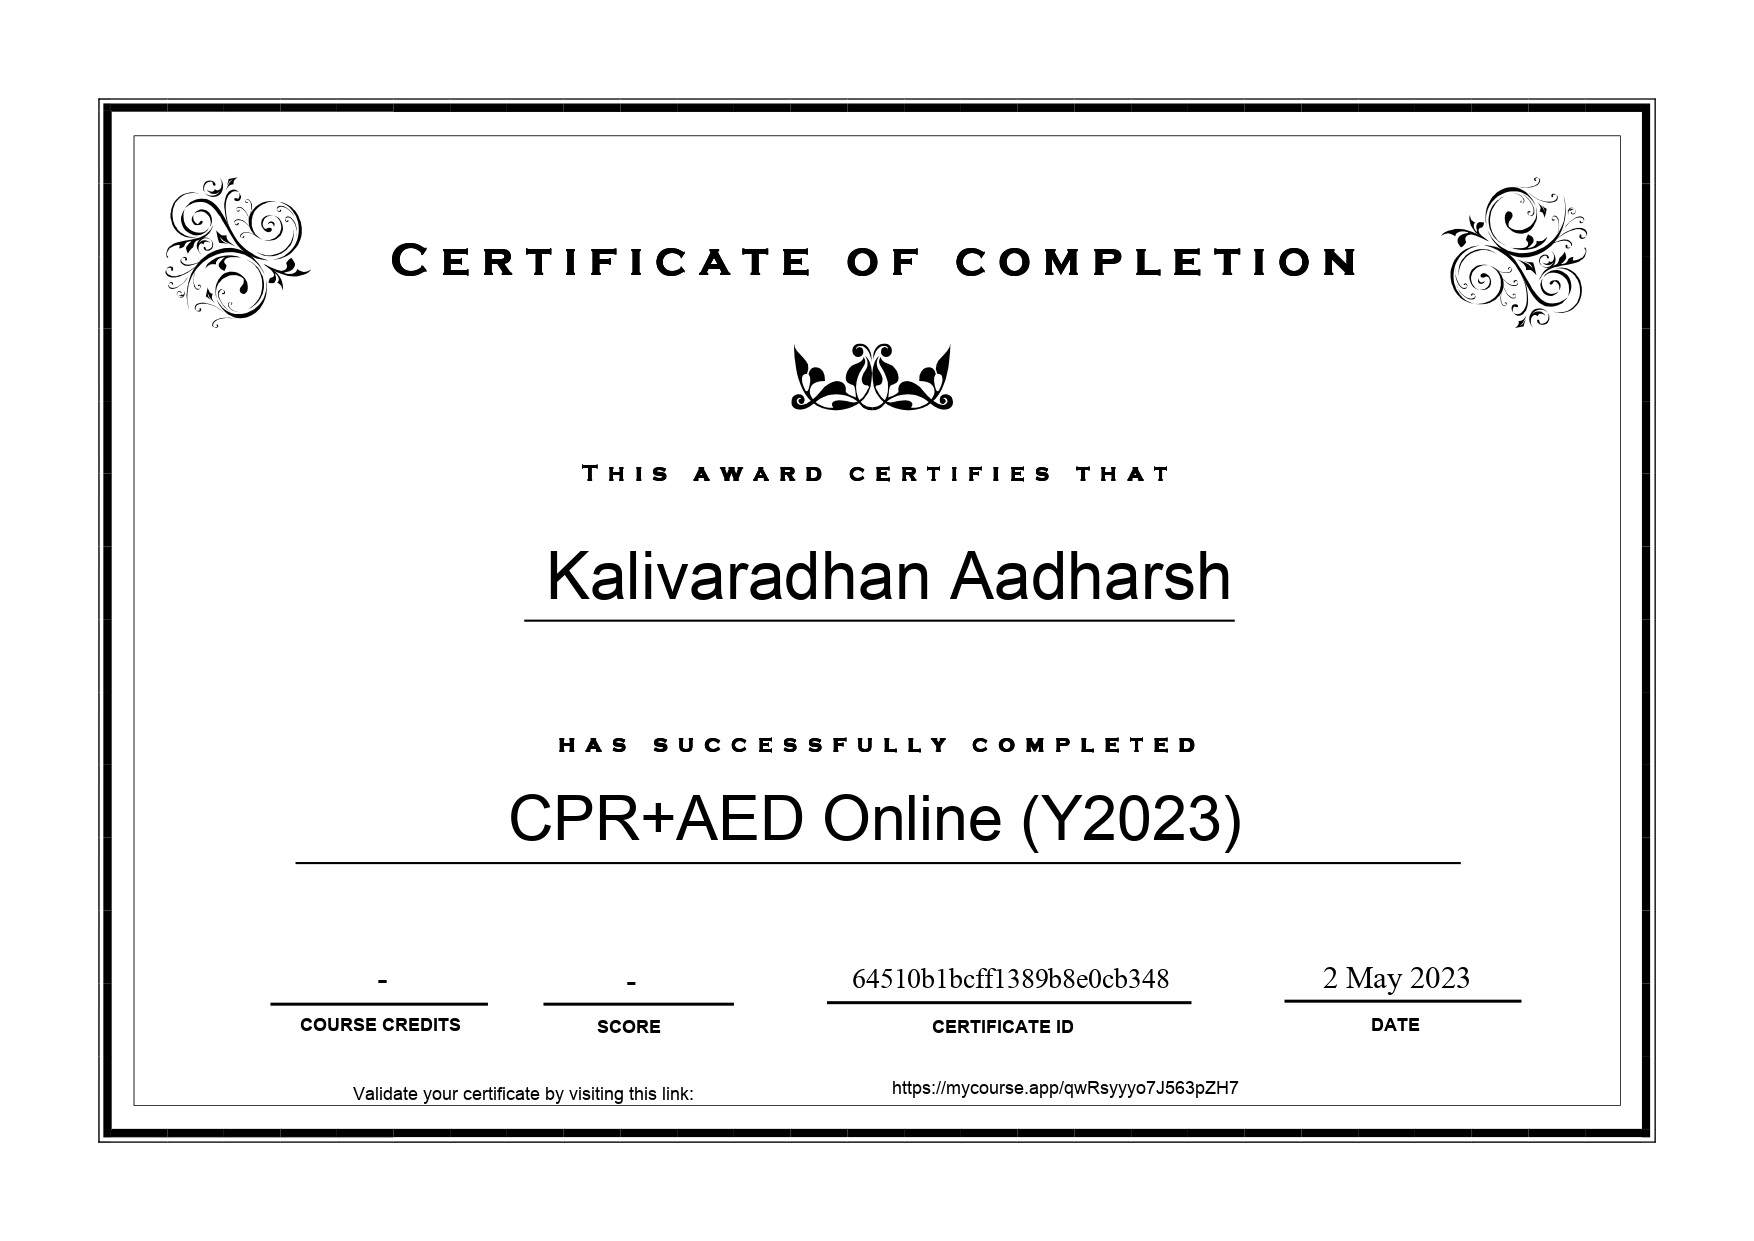 CERTIFICATE OF COMPLETION
THIS AWARD CERTIFIES THAT
Kalivaradhan Aadharsh
HAS SUCCESSFULLY COMPLETED
CPR+AED Online (Y2023)
- - 64510b1bcff1389b8e0cb348 2 May 2023
COURSE CREDITS SCORE CERTIFICATE ID DATE
Validate your certificate by visiting this link: https://mycourse.app/qwRsyyyo7J563pZH7